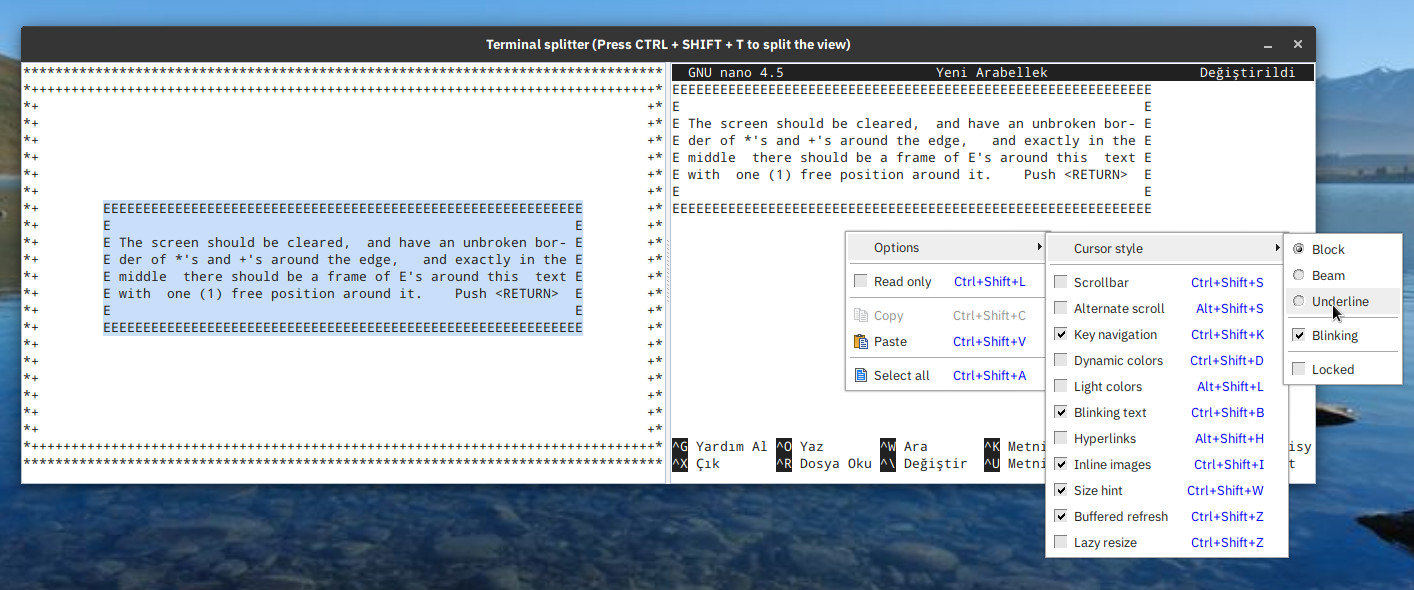 Terminal splitter (Press CTRL + SHIFT + T to split the view)
********************************************************************************
*++++++++++++++++++++++++++++++++++++++++++++++++++++++++++++++++++++++++++++++*
*+ +*
*+ +*
*+ +*
*+ +*
*+ +*
*+ +*
*+ EEEEEEEEEEEEEEEEEEEEEEEEEEEEEEEEEEEEEEEEEEEEEEEEEEEEEEEEEEEE +*
*+ E E +*
*+ E The screen should be cleared,  and have an unbroken bor- E +*
*+ E der of *'s and +'s around the edge,   and exactly in the E +*
*+ E middle  there should be a frame of E's around this  text E +*
*+ E with  one (1) free position around it.    Push <RETURN>  E +*
*+ E E +*
*+ EEEEEEEEEEEEEEEEEEEEEEEEEEEEEEEEEEEEEEEEEEEEEEEEEEEEEEEEEEEE +*
*+ +*
*+ +*
*+ +*
*+ +*
*+ +*
*+ +*
*++++++++++++++++++++++++++++++++++++++++++++++++++++++++++++++++++++++++++++++*
********************************************************************************
GNU nano 4.5 Yeni Arabellek Değiştirildi
EEEEEEEEEEEEEEEEEEEEEEEEEEEEEEEEEEEEEEEEEEEEEEEEEEEEEEEEEEEE
E E
E The screen should be cleared,  and have an unbroken bor- E
E der of *'s and +'s around the edge,   and exactly in the E
E middle  there should be a frame of E's around this  text E
E with  one (1) free position around it.    Push <RETURN>  E
E E
EEEEEEEEEEEEEEEEEEEEEEEEEEEEEEEEEEEEEEEEEEEEEEEEEEEEEEEEEEEE
^G Yardım Al ^O Yaz ^W Ara ^K Metni isy
^X Çık ^R Dosya Oku ^\ Değiştir ^U Metni t
Options
Read only Ctrl+Shift+L
Copy Ctrl+Shift+C
Paste Ctrl+Shift+V
Select all Ctrl+Shift+A
Cursor style
Scrollbar Ctrl+Shift+S
Alternate scroll Alt+Shift+S
Key navigation Ctrl+Shift+K
Dynamic colors Ctrl+Shift+D
Light colors Alt+Shift+L
Blinking text Ctrl+Shift+B
Hyperlinks Alt+Shift+H
Inline images Ctrl+Shift+I
Size hint Ctrl+Shift+W
Buffered refresh Ctrl+Shift+Z
Lazy resize Ctrl+Shift+Z
Block
Beam
Underline
Blinking
Locked